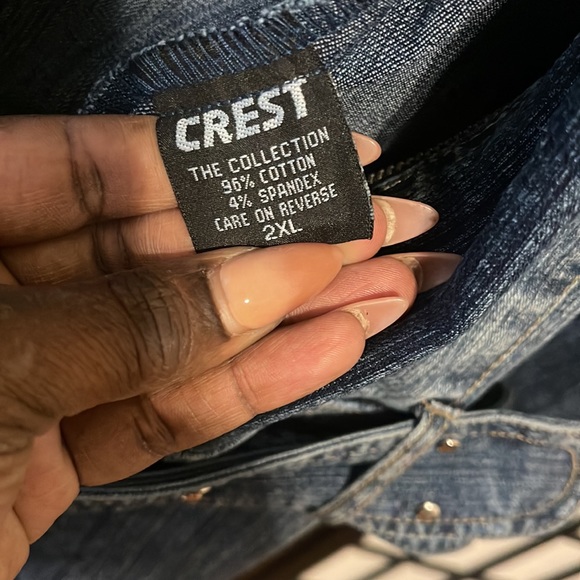 CREST
THE COLLECTION
96% COTTON
4% SPANDEX
CARE ON REVERSE
2XL